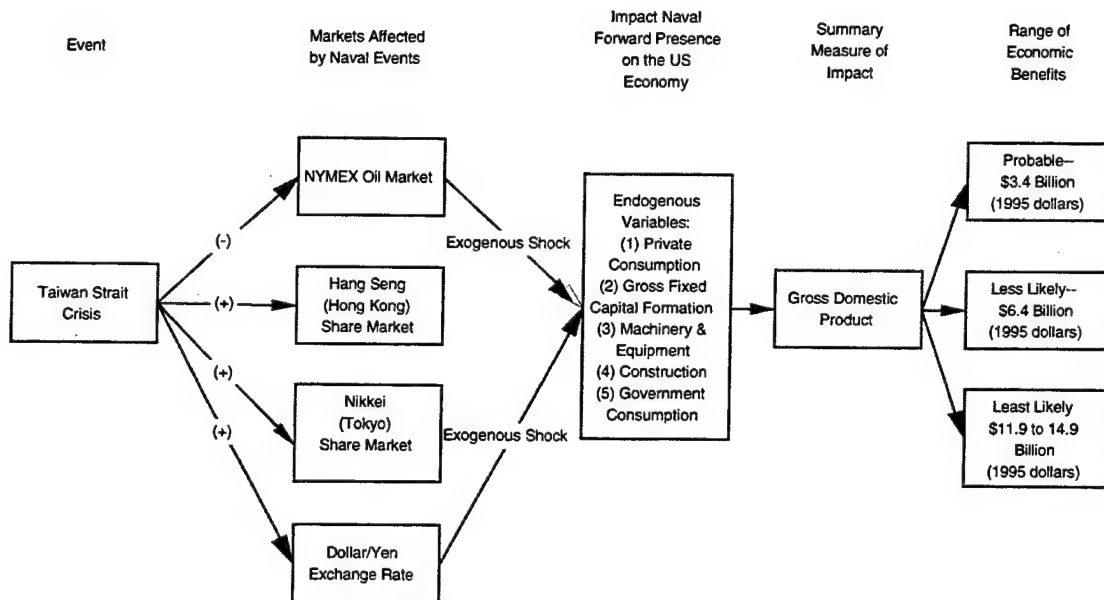 Event
Markets Affected
by Naval Events
Impact Naval
Forward Presence
on the US
Economy
Summary
Measure of
Impact
Range of
Economic
Benefits
Taiwan Strait
Crisis
(-)
(+)
(+)
(+)
NYMEX Oil Market
Hang Seng
(Hong Kong)
Share Market
Nikkei
(Tokyo)
Share Market
Dollar/Yen
Exchange Rate
Exogenous Shock
Exogenous Shock
Endogenous
Variables:
(1) Private
Consumption
(2) Gross Fixed
Capital Formation
(3) Machinery &
Equipment
(4) Construction
(5) Government
Consumption
Gross Domestic
Product
Probable--
$3.4 Billion
(1995 dollars)
Less Likely--
$6.4 Billion
(1995 dollars)
Least Likely
$11.9 to 14.9
Billion
(1995 dollars)